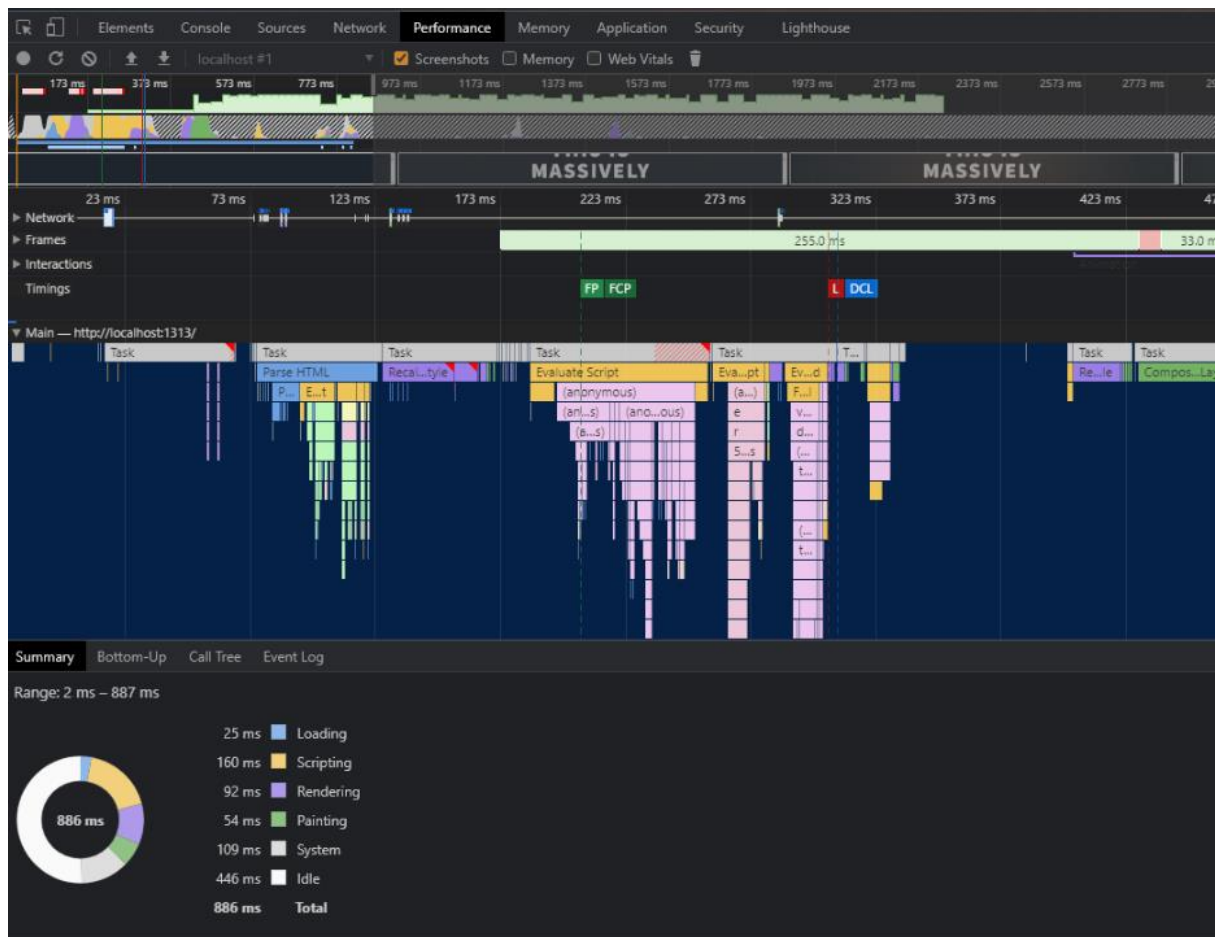 Elements Console Sources Network Performance Memory Application Security Lighthouse
localhost #1 Screenshots Memory Web Vitals
173 ms 373 ms 573 ms 773 ms 973 ms 1173 ms 1373 ms 1573 ms 1773 ms 1973 ms 2173 ms 2373 ms 2573 ms 2773 ms
MASSIVELY MASSIVELY
23 ms 73 ms 123 ms 173 ms 223 ms 273 ms 323 ms 373 ms 423 ms 47
Network
Frames 255.0 ms 33.0 m
Interactions
Timings FP FCP L DCL
Main — http://localhost:1313/
Task Task Task Task Task T... Task Task
Parse HTML Recal...tyle Evaluate Script Eva...pt Ev...d Re...le Compos...Lay
P... E...t (anonymous) (a...) F...l
(an...s) (ano...ous) e v...
(a...s) r d...
5...s (...
t...
(...
t...
Summary Bottom-Up Call Tree Event Log
Range: 2 ms – 887 ms
25 ms Loading
160 ms Scripting
92 ms Rendering
886 ms 54 ms Painting
109 ms System
446 ms Idle
886 ms Total